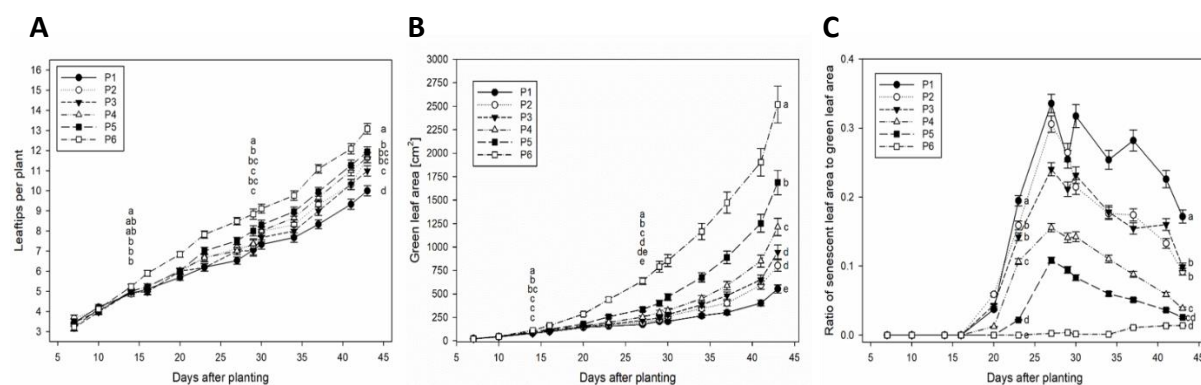 A
B
C
Leaftips per plant
16
15
14
13
12
11
10
9
8
7
6
5
4
3
P1
P2
P3
P4
P5
P6
a
ab
ab
b
b
b
a
b
bc
bc
bc
c
a
b
bc
bc
c
d
5 10 15 20 25 30 35 40 45
Days after planting
Green leaf area [cm²]
3000
2750
2500
2250
2000
1750
1500
1250
1000
750
500
250
0
P1
P2
P3
P4
P5
P6
a
b
bc
c
c
c
a
b
c
d
de
e
a
b
c
d
d
e
5 10 15 20 25 30 35 40 45
Days after planting
Ratio of senescent leaf area to green leaf area
0.4
0.3
0.2
0.1
0.0
P1
P2
P3
P4
P5
P6
a
b
b
c
d
e
a
b
b
c
cd
d
5 10 15 20 25 30 35 40 45
Days after planting